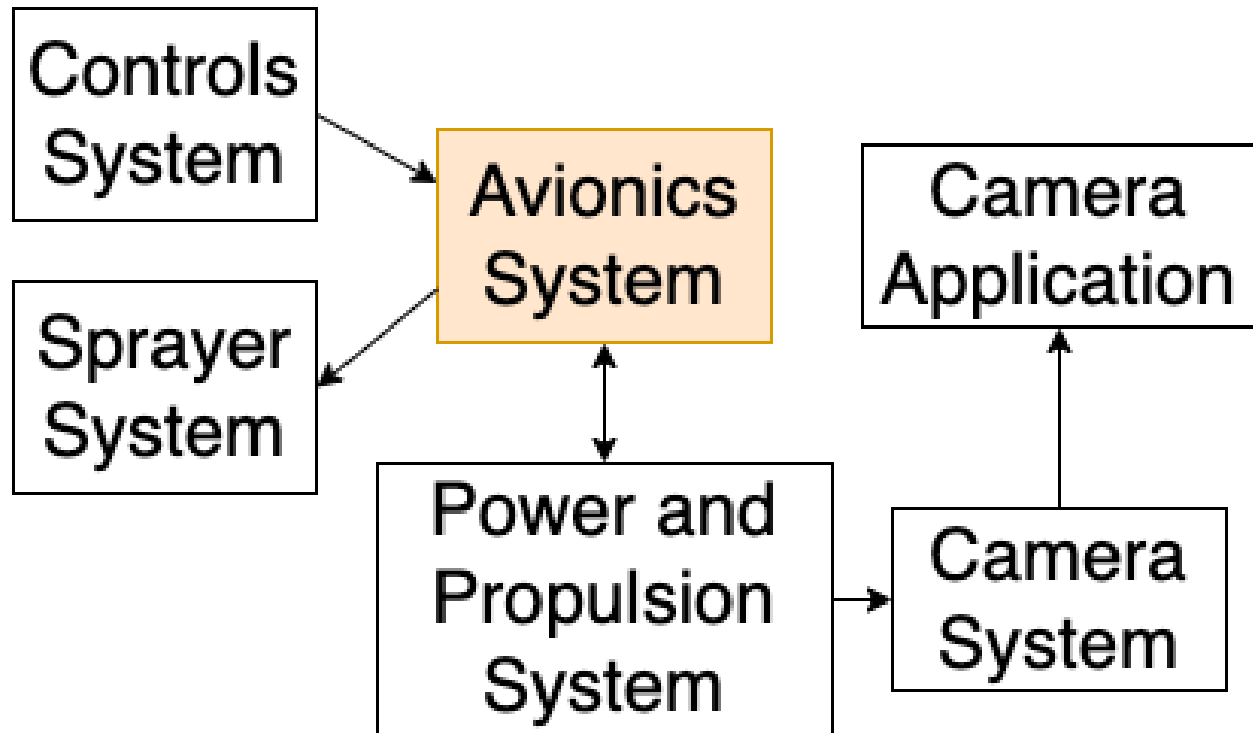 Controls
System
Avionics
System
Camera
Application
Sprayer
System
Power and
Propulsion
System
Camera
System